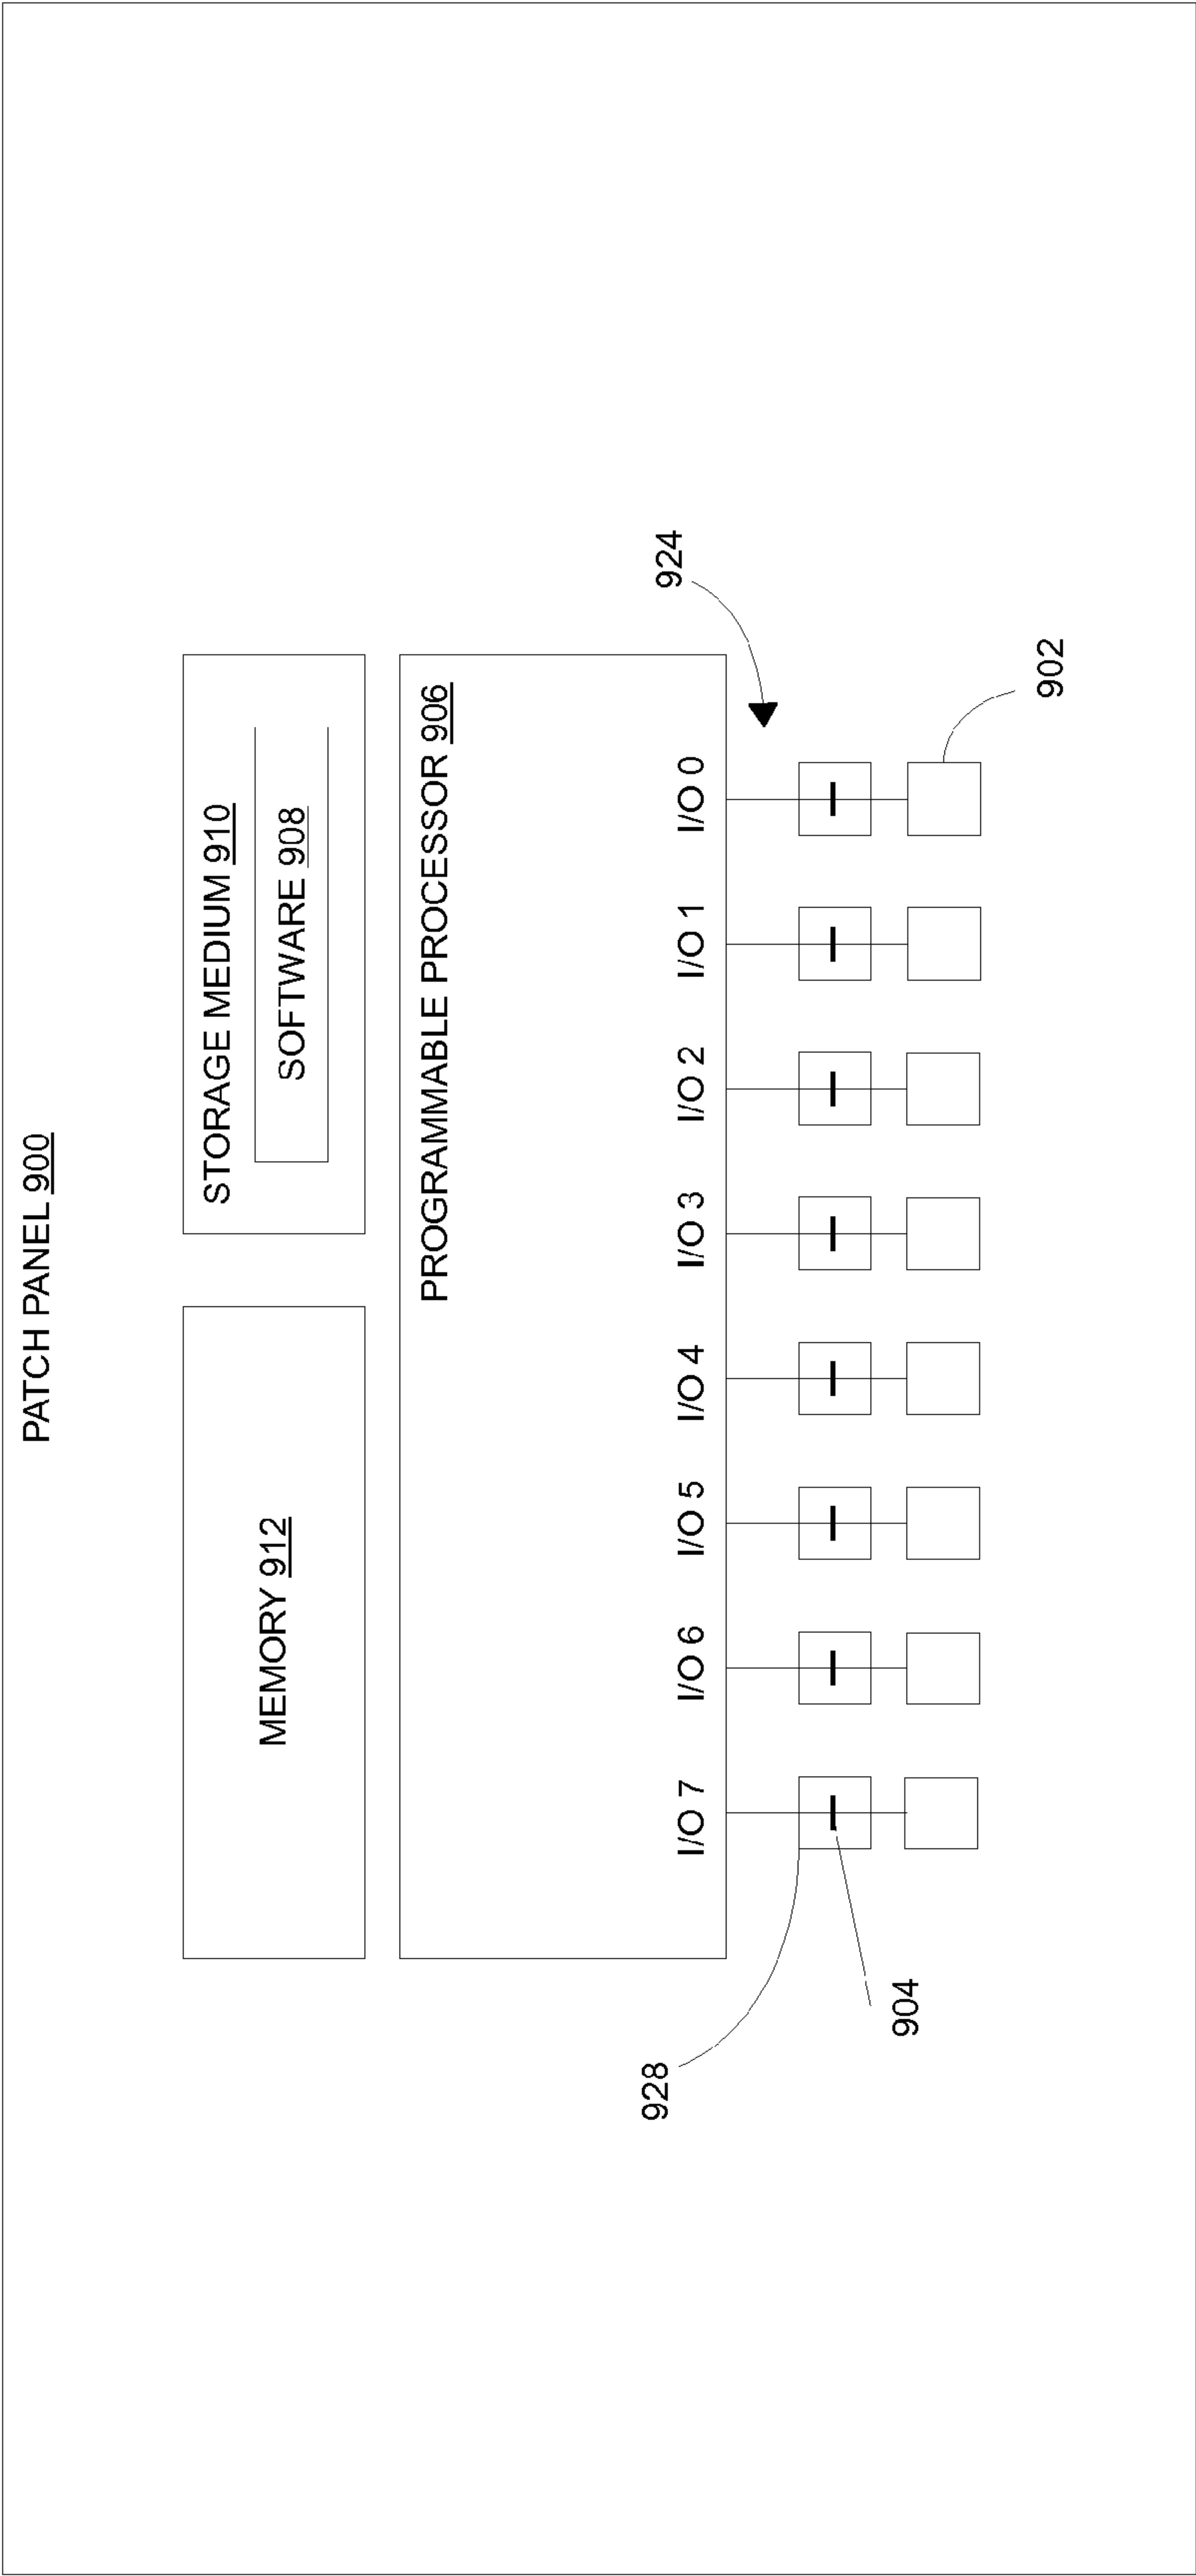 PATCH PANEL 900
MEMORY 912
STORAGE MEDIUM 910
SOFTWARE 908
PROGRAMMABLE PROCESSOR 906
I/O 7
I/O 6
I/O 5
I/O 4
I/O 3
I/O 2
I/O 1
I/O 0
928
924
904
902